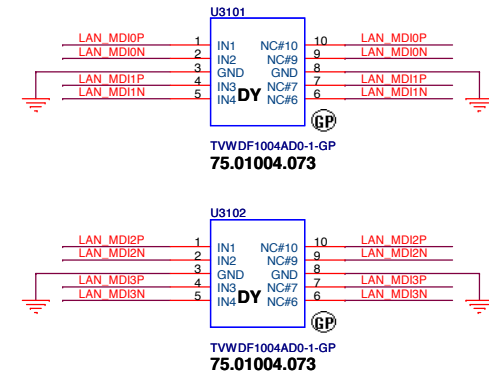 U3101
LAN_MDI0P 1 IN1 NC#10 10 LAN_MDI0P
LAN_MDI0N 2 IN2 NC#9 9 LAN_MDI0N
3 GND GND 8
LAN_MDI1P 4 IN3 NC#7 7 LAN_MDI1P
LAN_MDI1N 5 IN4 DY NC#6 6 LAN_MDI1N
GP
TVWDF1004AD0-1-GP
75.01004.073
U3102
LAN_MDI2P 1 IN1 NC#10 10 LAN_MDI2P
LAN_MDI2N 2 IN2 NC#9 9 LAN_MDI2N
3 GND GND 8
LAN_MDI3P 4 IN3 NC#7 7 LAN_MDI3P
LAN_MDI3N 5 IN4 DY NC#6 6 LAN_MDI3N
GP
TVWDF1004AD0-1-GP
75.01004.073